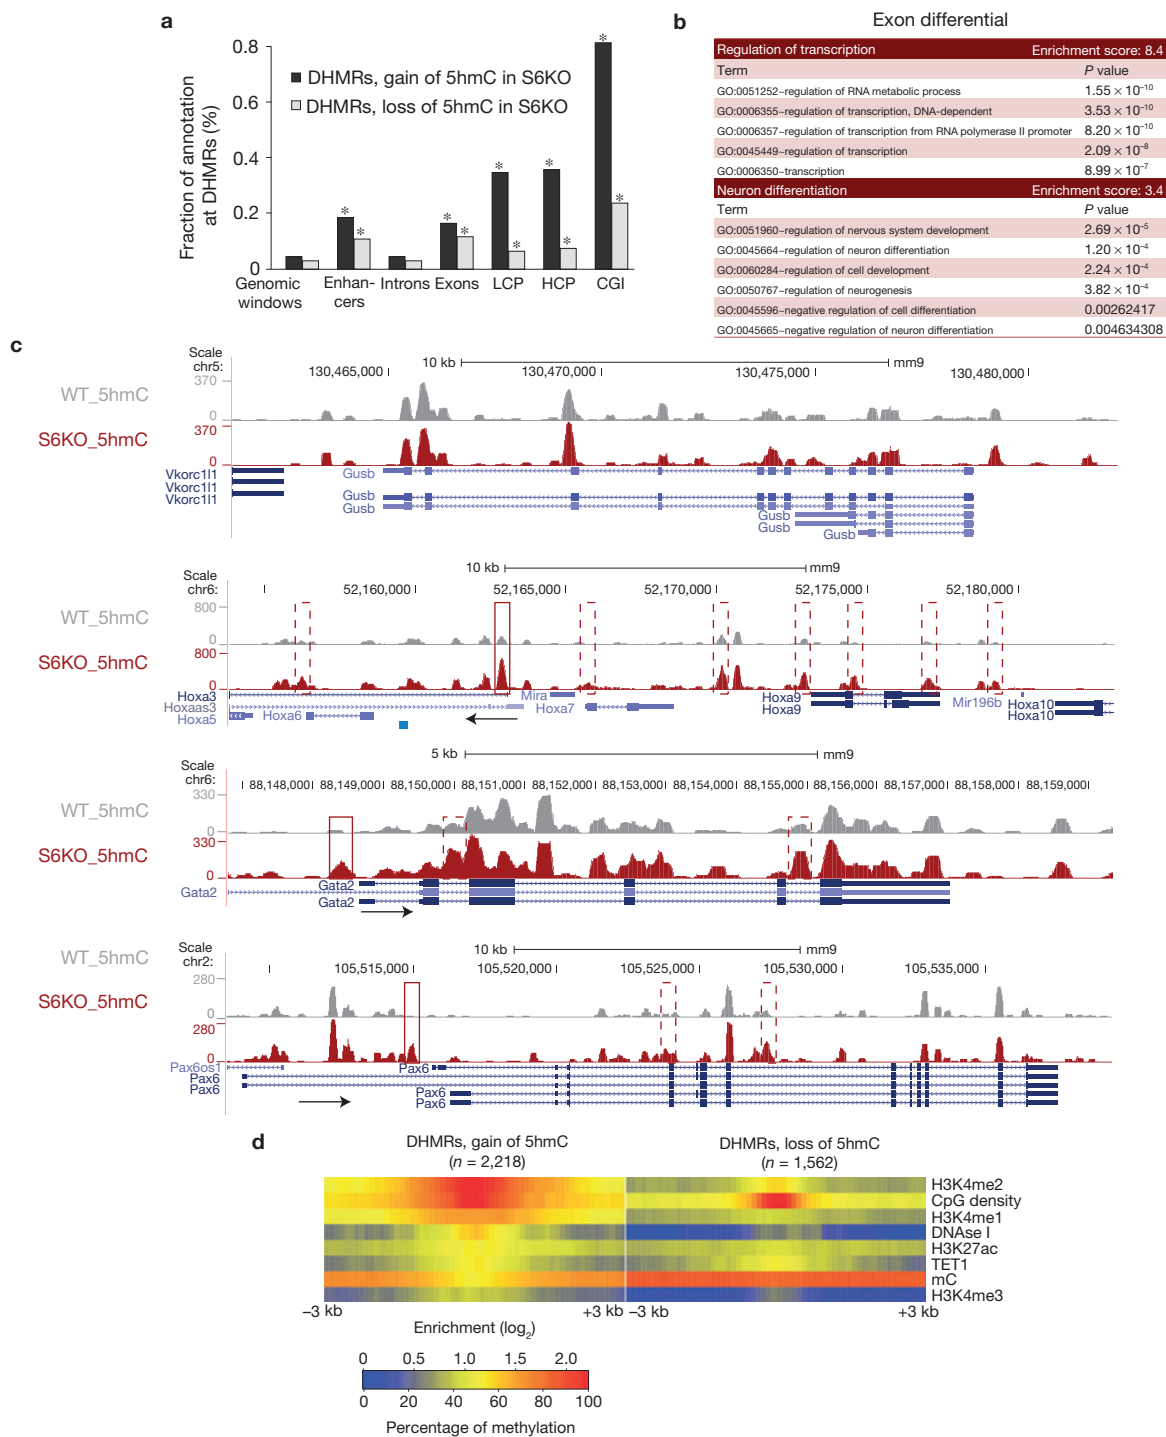 a
Fraction of annotation
at DHMRs (%)
0.8
0.6
0.4
0.2
0
DHMRs, gain of 5hmC in S6KO
DHMRs, loss of 5hmC in S6KO
* * * * * * * * * *
Genomic
windows
Enhan-
cers
Introns
Exons
LCP
HCP
CGI
b
Exon differential
Regulation of transcription Enrichment score: 8.4
Term P value
GO:0051252~regulation of RNA metabolic process 1.55 × 10⁻¹⁰
GO:0006355~regulation of transcription, DNA-dependent 3.53 × 10⁻¹⁰
GO:0006357~regulation of transcription from RNA polymerase II promoter 8.20 × 10⁻¹⁰
GO:0045449~regulation of transcription 2.09 × 10⁻⁸
GO:0006350~transcription 8.99 × 10⁻⁷
Neuron differentiation Enrichment score: 3.4
Term P value
GO:0051960~regulation of nervous system development 2.69 × 10⁻⁵
GO:0045664~regulation of neuron differentiation 1.20 × 10⁻⁴
GO:0060284~regulation of cell development 2.24 × 10⁻⁴
GO:0050767~regulation of neurogenesis 3.82 × 10⁻⁴
GO:0045596~negative regulation of cell differentiation 0.00262417
GO:0045665~negative regulation of neuron differentiation 0.004634308
c
Scale 10 kb mm9
chr5: 130,465,000 130,470,000 130,475,000 130,480,000
WT_5hmC 370
0
S6KO_5hmC 370
0
Vkorc1l1 Gusb
Vkorc1l1
Vkorc1l1 Gusb
Gusb
Gusb
Gusb
Gusb
Scale 10 kb mm9
chr6: 52,160,000 52,165,000 52,170,000 52,175,000 52,180,000
WT_5hmC 800
0
S6KO_5hmC 800
0
Hoxa3 Mira Hoxa9
Hoxaas3 Hoxa7 Hoxa9 Mir196b Hoxa10
Hoxa5 Hoxa6 Hoxa10
Scale 5 kb mm9
chr6: 88,148,000 88,149,000 88,150,000 88,151,000 88,152,000 88,153,000 88,154,000 88,155,000 88,156,000 88,157,000 88,158,000 88,159,000
WT_5hmC 330
0
S6KO_5hmC 330
0
Gata2
Gata2
Gata2
Scale 10 kb mm9
chr2: 105,515,000 105,520,000 105,525,000 105,530,000 105,535,000
WT_5hmC
280
S6KO_5hmC
0
280
0
Pax6os1 Pax6
Pax6
Pax6 Pax6
Pax6
d
DHMRs, gain of 5hmC
(n = 2,218)
DHMRs, loss of 5hmC
(n = 1,562)
H3K4me2
CpG density
H3K4me1
DNAse I
H3K27ac
TET1
mC
H3K4me3
−3 kb +3 kb −3 kb +3 kb
Enrichment (log₂)
0 0.5 1.0 1.5 2.0
0 20 40 60 80 100
Percentage of methylation